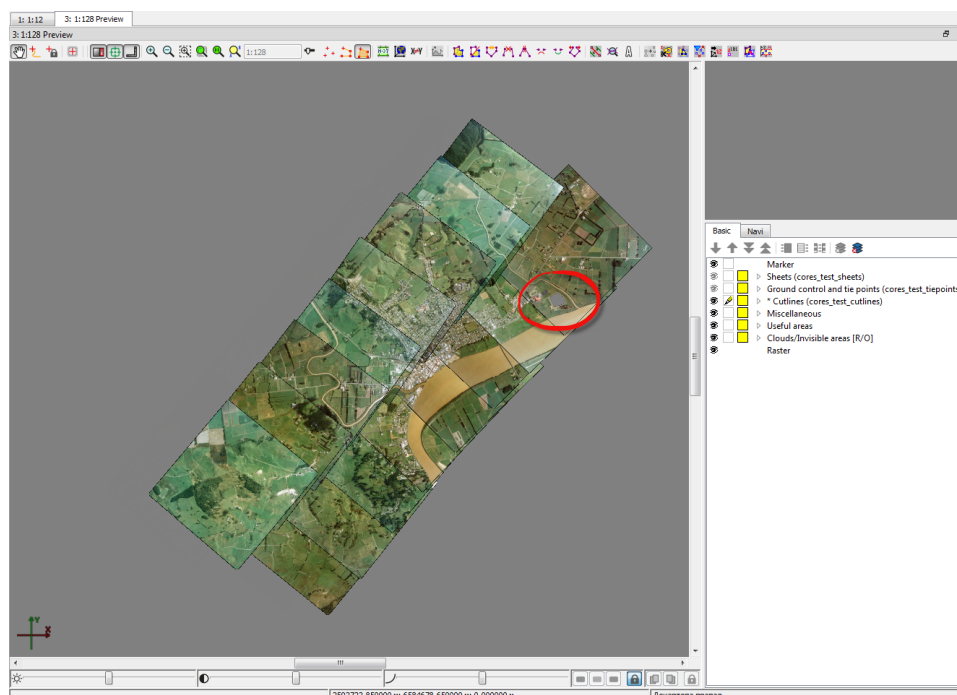 1: 1:12
3: 1:128 Preview
3: 1:128 Preview
1:128
Basic
Navi
Marker
Sheets (cores_test_sheets)
Ground control and tie points (cores_test_tiepoints
* Cutlines (cores_test_cutlines)
Miscellaneous
Useful areas
Clouds/Invisible areas [R/O]
Raster
Y
X